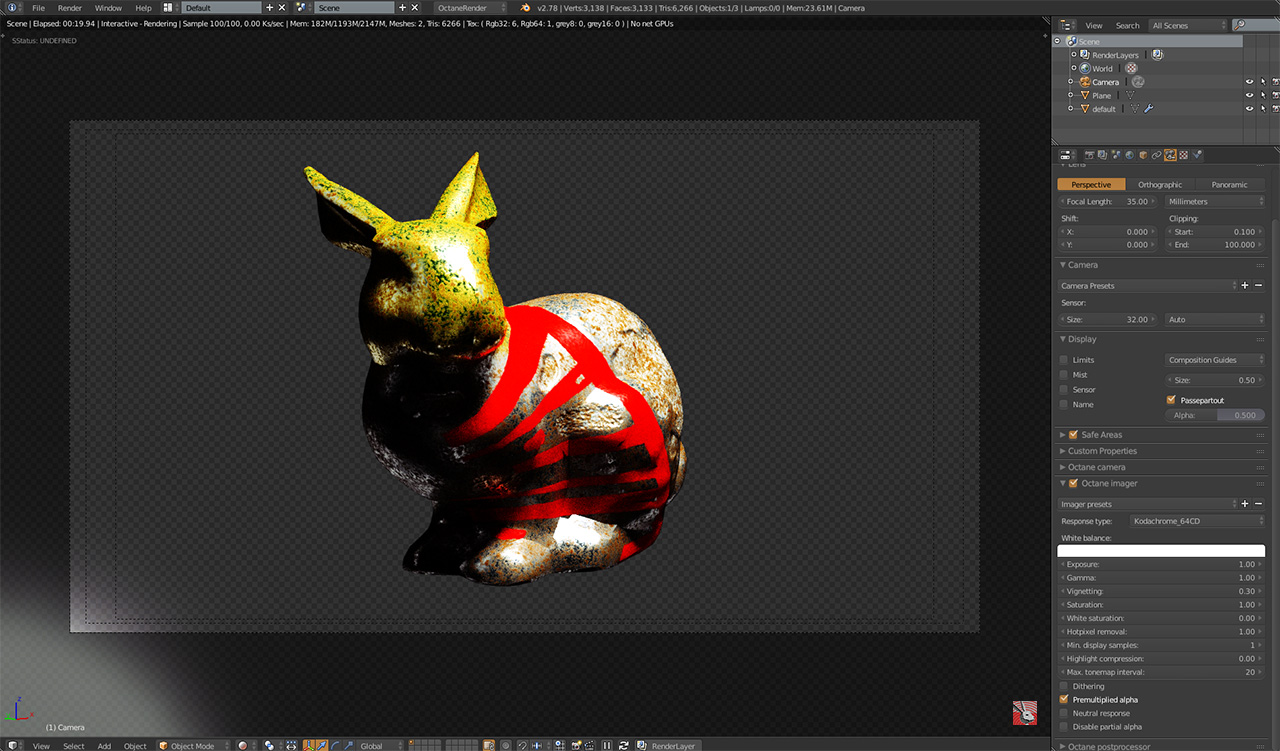 File Render Window Help Default Scene OctaneRender v2.78 | Verts:3,138 | Faces:3,133 | Tris:6,266 | Objects:1/3 | Lamps:0/0 | Mem:23.61M | Camera
Scene | Elapsed: 00:19.94 | Interactive - Rendering | Sample 100/100, 0.00 Ks/sec | Mem: 182M/1193M/2147M, Meshes: 2, Tris: 6266 | Tex: ( Rgb32: 6, Rgb64: 1, grey8: 0, grey16: 0 ) | No net GPUs
SStatus: UNDEFINED
View Search All Scenes
Scene
RenderLayers
World
Camera
Plane
default
Lens
Perspective Orthographic Panoramic
Focal Length: 35.00 Millimeters
Shift: Clipping:
X: 0.000 Start: 0.100
Y: 0.000 End: 100.000
Camera
Camera Presets
Sensor:
Size: 32.00 Auto
Display
Limits Composition Guides
Mist
Size: 0.50
Sensor
Passepartout
Name
Alpha: 0.500
Safe Areas
Custom Properties
Octane camera
Octane imager
Imager presets
Response type: Kodachrome_64CD
White balance:
Exposure: 1.00
Gamma: 1.00
Vignetting: 0.30
Saturation: 1.00
White saturation: 0.00
Hotpixel removal: 1.00
Min. display samples: 1
Highlight compression: 0.00
Max. tonemap interval: 20
Dithering
Premultiplied alpha
Neutral response
Disable partial alpha
Octane postprocessor
(1) Camera
View Select Add Object Object Mode Global RenderLayer